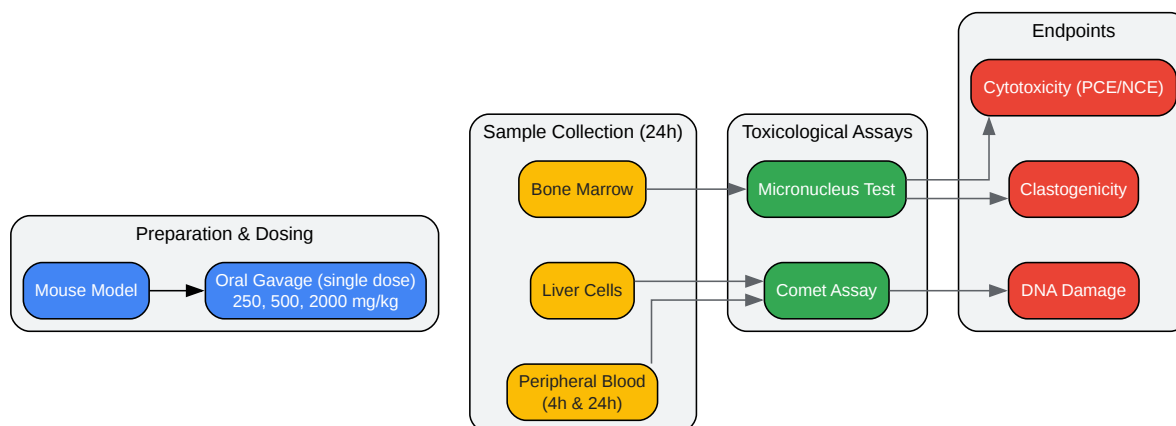 Preparation & Dosing
Mouse Model
Oral Gavage (single dose)
250, 500, 2000 mg/kg
Sample Collection (24h)
Bone Marrow
Liver Cells
Peripheral Blood
(4h & 24h)
Toxicological Assays
Micronucleus Test
Comet Assay
Endpoints
Cytotoxicity (PCE/NCE)
Clastogenicity
DNA Damage